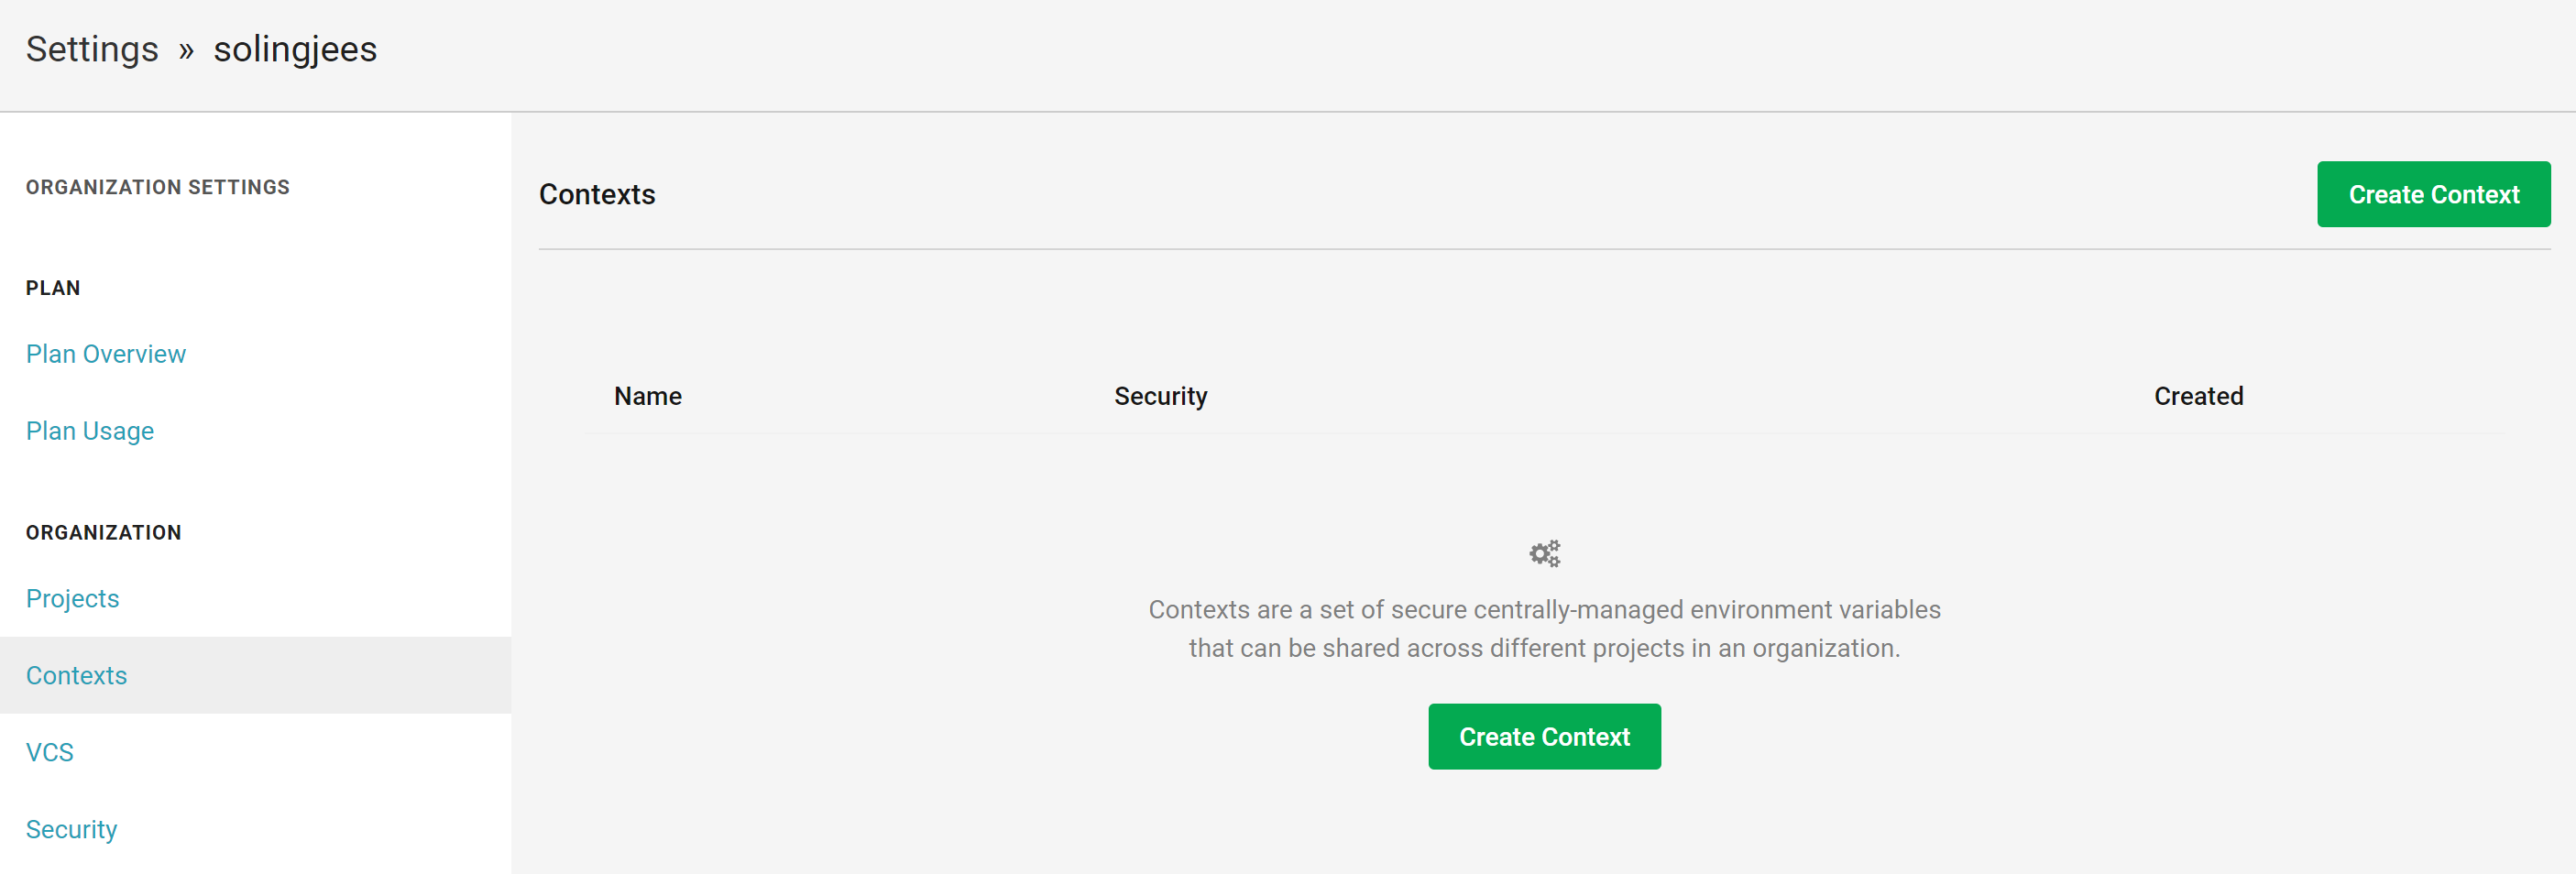 Settings » solingjees
ORGANIZATION SETTINGS
PLAN
Plan Overview
Plan Usage
ORGANIZATION
Projects
Contexts
VCS
Security
Contexts
Create Context
Name Security Created
Contexts are a set of secure centrally-managed environment variables
that can be shared across different projects in an organization.
Create Context